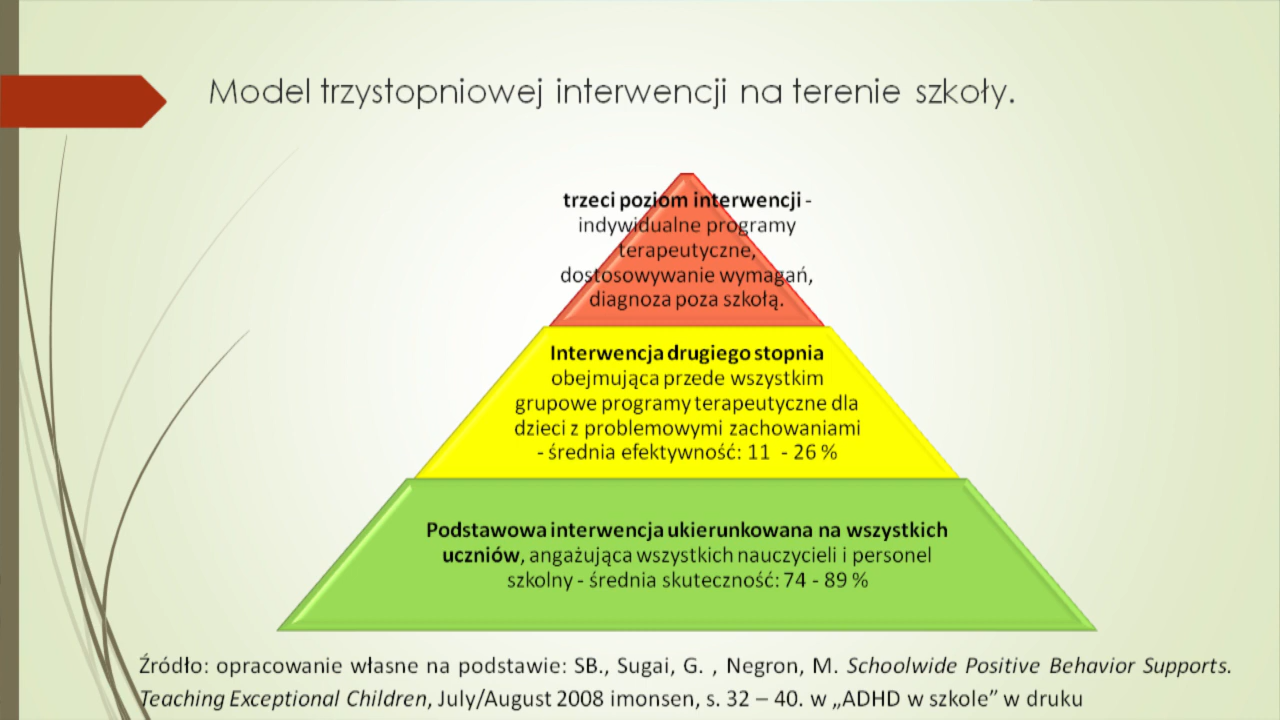 Model trzystopniowej interwencji na terenie szkoły.
trzeci poziom interwencji -
indywidualne programy
terapeutyczne,
dostosowywanie wymagań,
diagnoza poza szkołą.
Interwencja drugiego stopnia
obejmująca przede wszystkim
grupowe programy terapeutyczne dla
dzieci z problemowymi zachowaniami
- średnia efektywność: 11 - 26 %
Podstawowa interwencja ukierunkowana na wszystkich
uczniów, angażująca wszystkich nauczycieli i personel
szkolny - średnia skuteczność: 74 - 89 %
Źródło: opracowanie własne na podstawie: SB., Sugai, G. , Negron, M. Schoolwide Positive Behavior Supports.
Teaching Exceptional Children, July/August 2008 imonsen, s. 32 – 40. w „ADHD w szkole” w druku